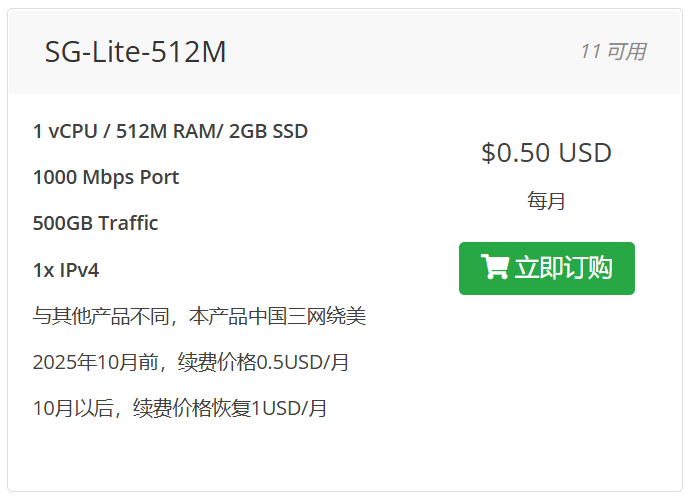 SG-Lite-512M
11 可用
1 vCPU / 512M RAM/ 2GB SSD
1000 Mbps Port
500GB Traffic
1x IPv4
与其他产品不同，本产品中国三网绕美
2025年10月前，续费价格0.5USD/月
10月以后，续费价格恢复1USD/月
$0.50 USD
每月
立即订购